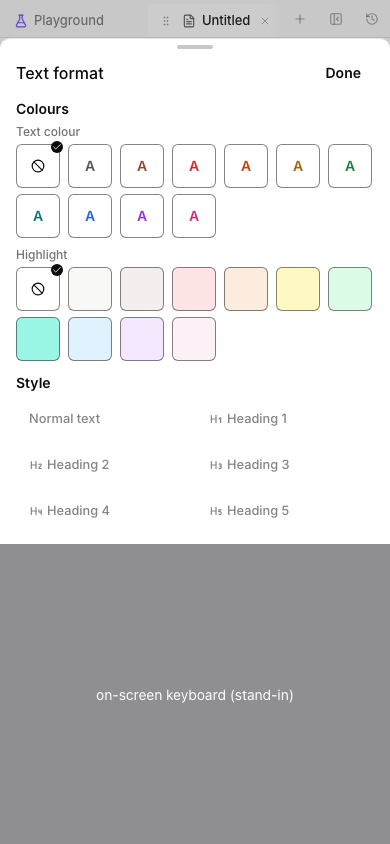 Playground
Untitled
Text format
Done
Colours
Text colour
A A A A A A
A A A A
Highlight
Style
Normal text
H1 Heading 1
H2 Heading 2
H3 Heading 3
H4 Heading 4
H5 Heading 5
on-screen keyboard (stand-in)